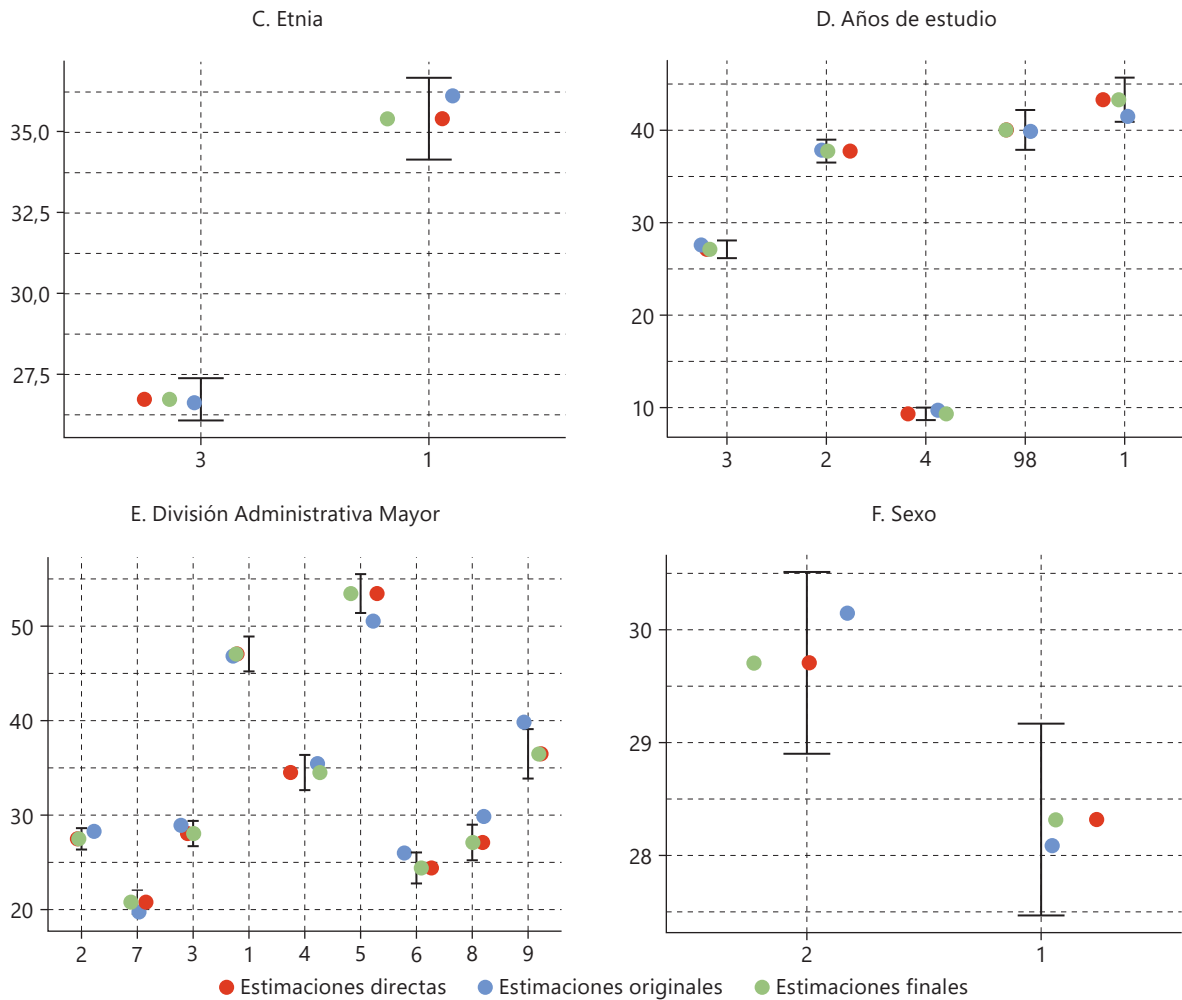 C. Etnia
35,0
32,5
30,0
27,5
3 1
D. Años de estudio
40
30
20
10
3 2 4 98 1
E. División Administrativa Mayor
50
40
30
20
2 7 3 1 4 5 6 8 9
F. Sexo
30
29
28
2 1
Estimaciones directas Estimaciones originales Estimaciones finales